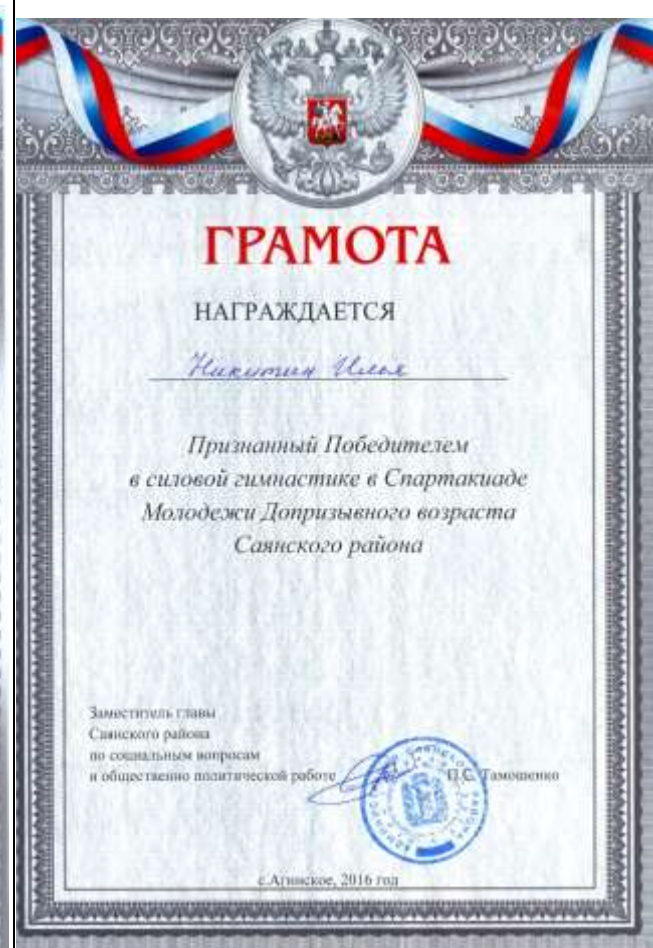 ГРАМОТА
НАГРАЖДАЕТСЯ
Никитин Илья
Признанный Победителем
в силовой гимнастике в Спартакиаде
Молодежи Допризывного возраста
Саянского района
Заместитель главы
Саянского района
по социальным вопросам
и общественно политической работе П.С. Тамошенко
с.Агинское, 2016 год